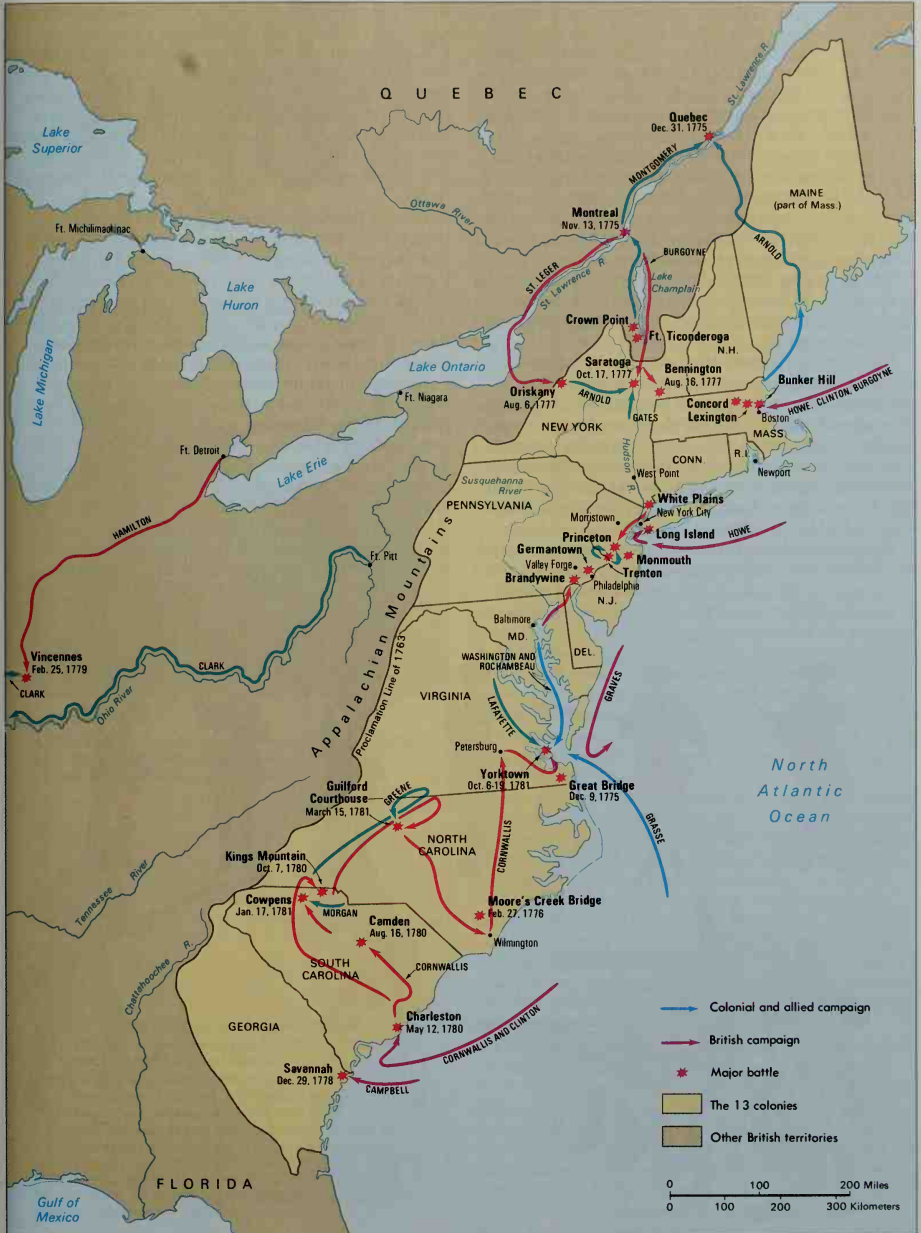 QUEBEC
St. Lawrence R.
Lake
Superior
Quebec
Dec. 31, 1775
MONTGOMERY
MAINE
(part of Mass.)
Ottawa River
Montreal
Nov. 13, 1775
Ft. Michilimackinac
ARNOLD
BURGOYNE
ST. LEGER
St Lawrence R.
Lake
Champlain
Lake
Huron
Lake Michigan
Crown Point
Ft. Ticonderoga
N.H.
Lake Ontario
Saratoga
Oct. 17, 1777
Bennington
Aug. 16, 1777
Bunker Hill
HOWE, CLINTON, BURGOYNE
Oriskany
Aug. 6, 1777
ARNOLD
Ft. Niagara
GATES
Concord
Lexington
Boston
MASS.
NEW YORK
Hudson R.
CONN.
R.I.
Newport
Ft. Detroit
Lake Erie
West Point
Susquehanna
River
PENNSYLVANIA
White Plains
New York City
Morristown
Long Island
HOWE
Princeton
Monmouth
Germantown
Trenton
Valley Forge
Philadelphia
Brandywine
N.J.
HAMILTON
Ft. Pitt
Appalachian Mountains
Proclamation Line of 1763
Baltimore
MD.
DEL.
WASHINGTON AND
ROCHAMBEAU
GRAVES
Vincennes
Feb. 25, 1779
CLARK
CLARK
Ohio River
VIRGINIA
LAFAYETTE
Petersburg
Yorktown
Oct. 6-19, 1781
Great Bridge
Dec. 9, 1775
GRASSE
North
Atlantic
Ocean
Guilford
Courthouse
March 15, 1781
GREENE
NORTH
CAROLINA
CORNWALLIS
Kings Mountain
Oct. 7, 1780
Tennessee River
Cowpens
Jan. 17, 1781
MORGAN
Moore's Creek Bridge
Feb. 27, 1776
Camden
Aug. 16, 1780
Wilmington
Chattahoochee R.
SOUTH
CAROLINA
CORNWALLIS
Charleston
May 12, 1780
CORNWALLIS AND CLINTON
GEORGIA
Savannah
Dec. 29, 1778
CAMPBELL
FLORIDA
Gulf of
Mexico
Colonial and allied campaign
British campaign
Major battle
The 13 colonies
Other British territories
0 100 200 Miles
0 100 200 300 Kilometers